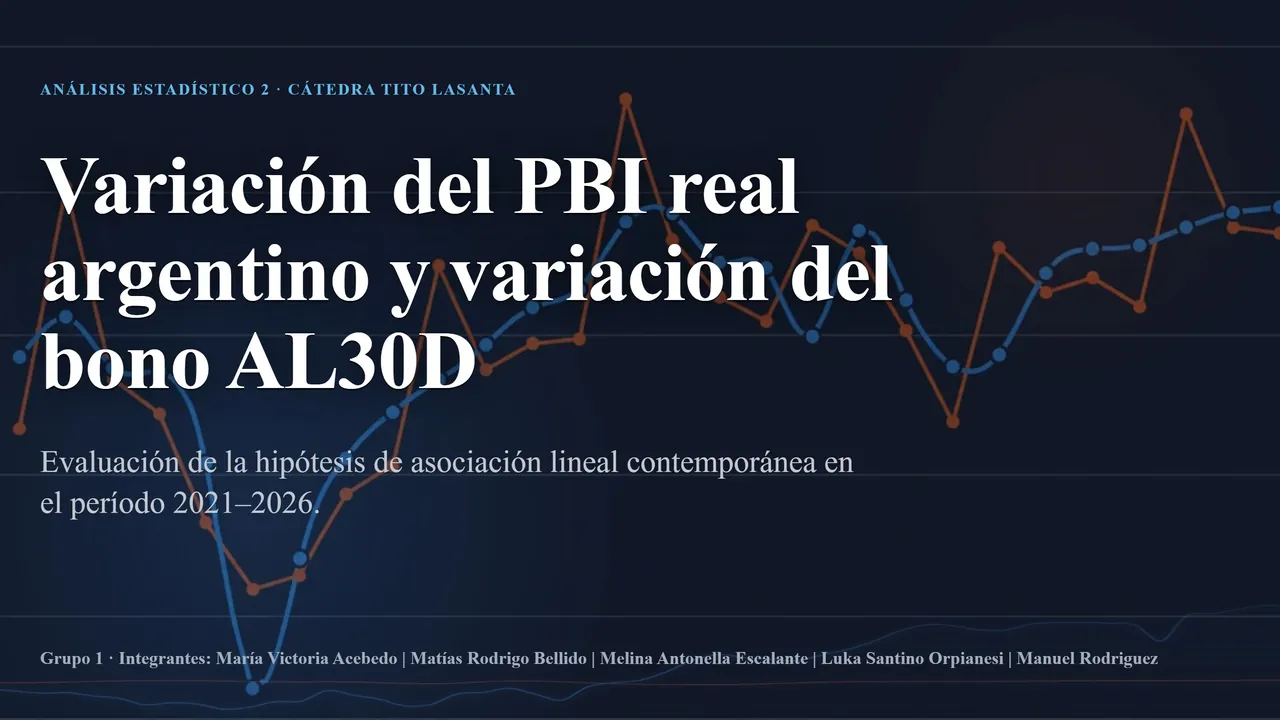 ANÁLISIS ESTADÍSTICO 2 · CÁTEDRA TITO LASANTA
Variación del PBI real
argentino y variación del
bono AL30D
Evaluación de la hipótesis de asociación lineal contemporánea en
el período 2021–2026.
Grupo 1 · Integrantes: María Victoria Acebedo | Matías Rodrigo Bellido | Melina Antonella Escalante | Luka Santino Orpianesi | Manuel Rodriguez